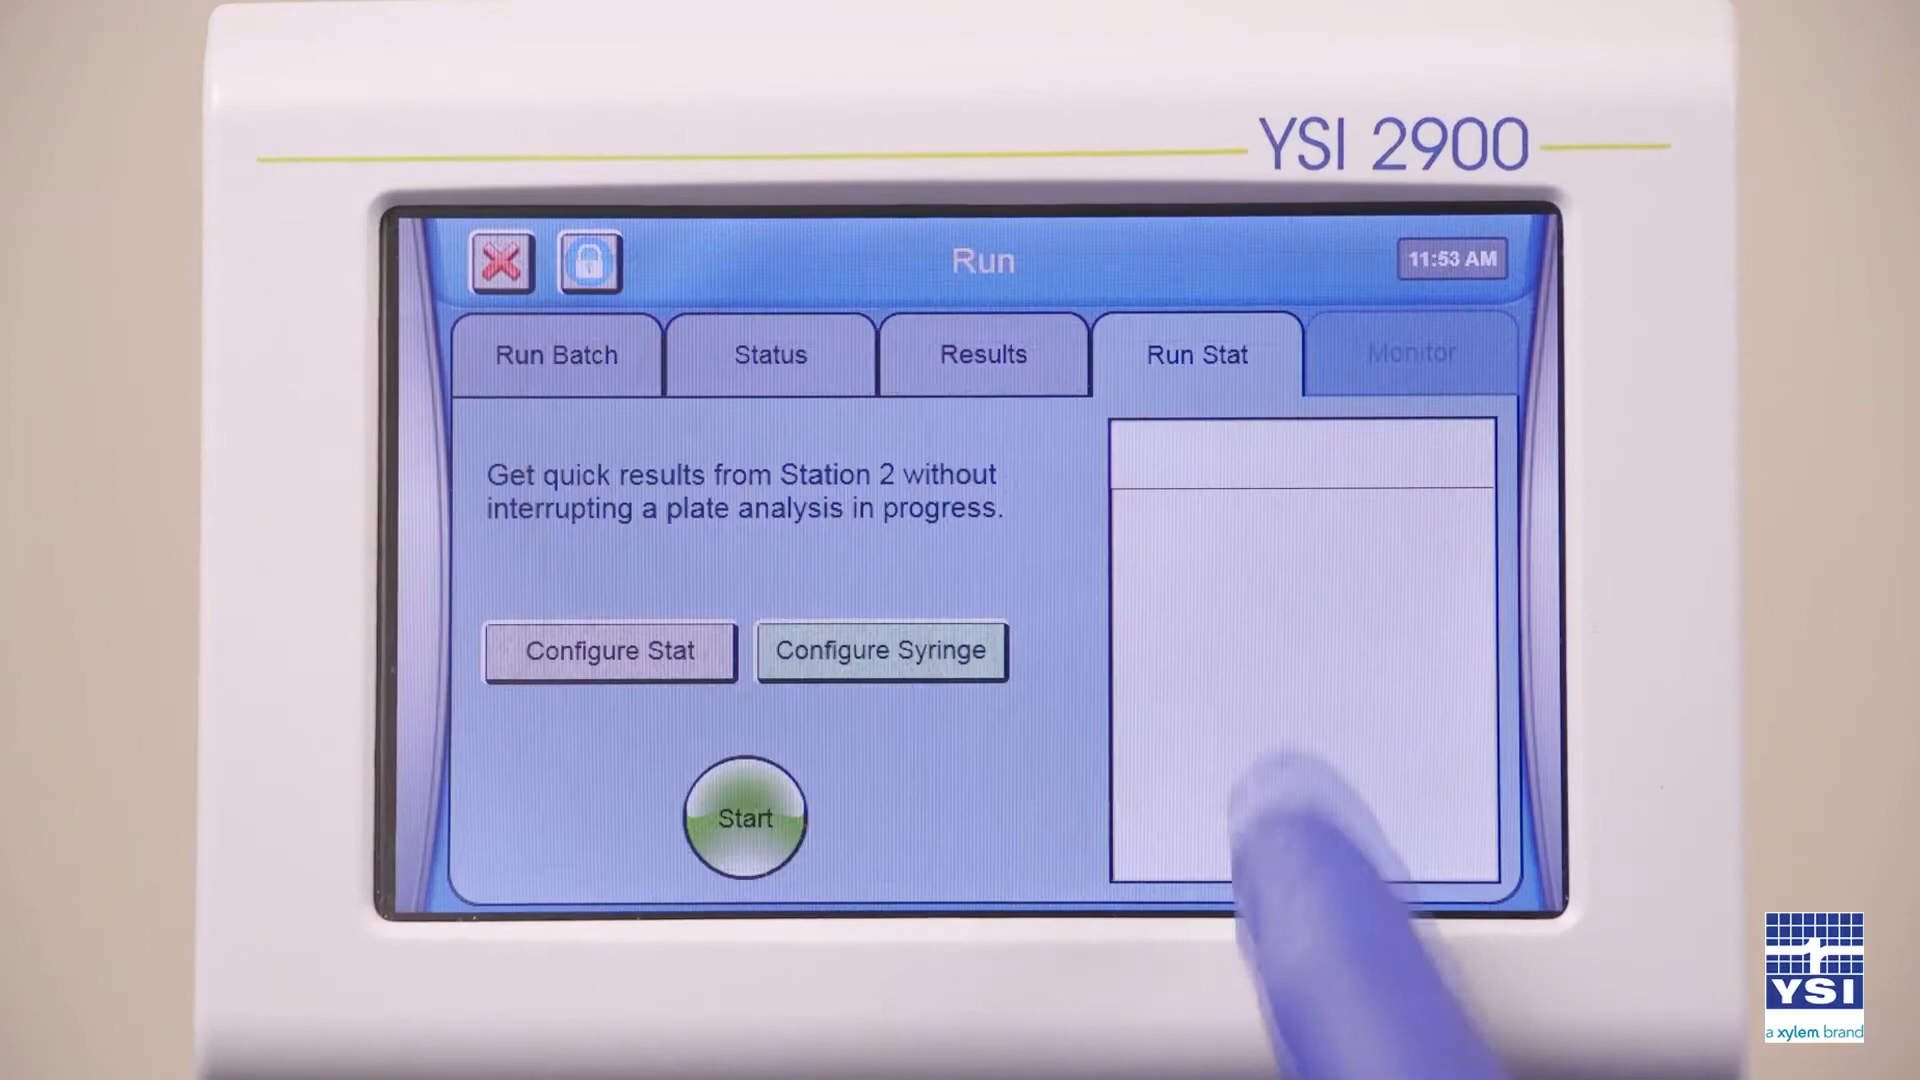 YSI 2900
Run
11:53 AM
Run Batch
Status
Results
Run Stat
Monitor
Get quick results from Station 2 without
interrupting a plate analysis in progress.
Configure Stat
Configure Syringe
Start
YSI
a xylem brand